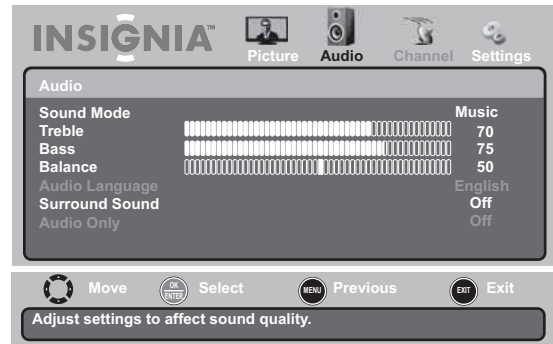 INSIGNIA™
Picture Audio Channel Settings
Audio
Sound Mode Music
Treble 70
Bass 75
Balance 50
Audio Language English
Surround Sound Off
Audio Only Off
Move OK ENTER Select MENU Previous EXIT Exit
Adjust settings to affect sound quality.